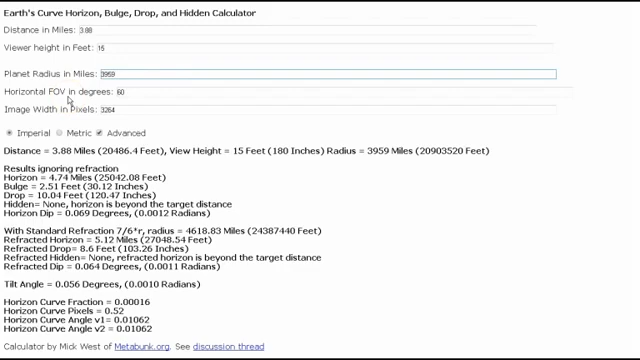 Earth's Curve Horizon, Bulge, Drop, and Hidden Calculator
Distance in Miles: 3.88
Viewer height in Feet: 15
Planet Radius in Miles: 3959
Horizontal FOV in degrees: 60
Image Width in Pixels: 3264
Imperial Metric Advanced
Distance = 3.88 Miles (20486.4 Feet), View Height = 15 Feet (180 Inches) Radius = 3959 Miles (20903520 Feet)
Results ignoring refraction
Horizon = 4.74 Miles (25042.08 Feet)
Bulge = 2.51 Feet (30.12 Inches)
Drop = 10.04 Feet (120.47 Inches)
Hidden= None, horizon is beyond the target distance
Horizon Dip = 0.069 Degrees, (0.0012 Radians)
With Standard Refraction 7/6*r, radius = 4618.83 Miles (24387440 Feet)
Refracted Horizon = 5.12 Miles (27048.54 Feet)
Refracted Drop= 8.6 Feet (103.26 Inches)
Refracted Hidden= None, refracted horizon is beyond the target distance
Refracted Dip = 0.064 Degrees, (0.0011 Radians)
Tilt Angle = 0.056 Degrees, (0.0010 Radians)
Horizon Curve Fraction = 0.00016
Horizon Curve Pixels = 0.52
Horizon Curve Angle v1= 0.01062
Horizon Curve Angle v2 = 0.01062
Calculator by Mick West of Metabunk.org. See discussion thread